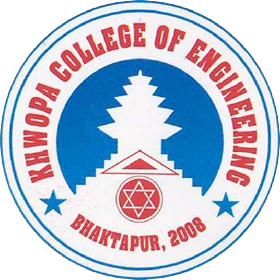 KHWOPA COLLEGE OF ENGINEERING
BHAKTAPUR, 2008